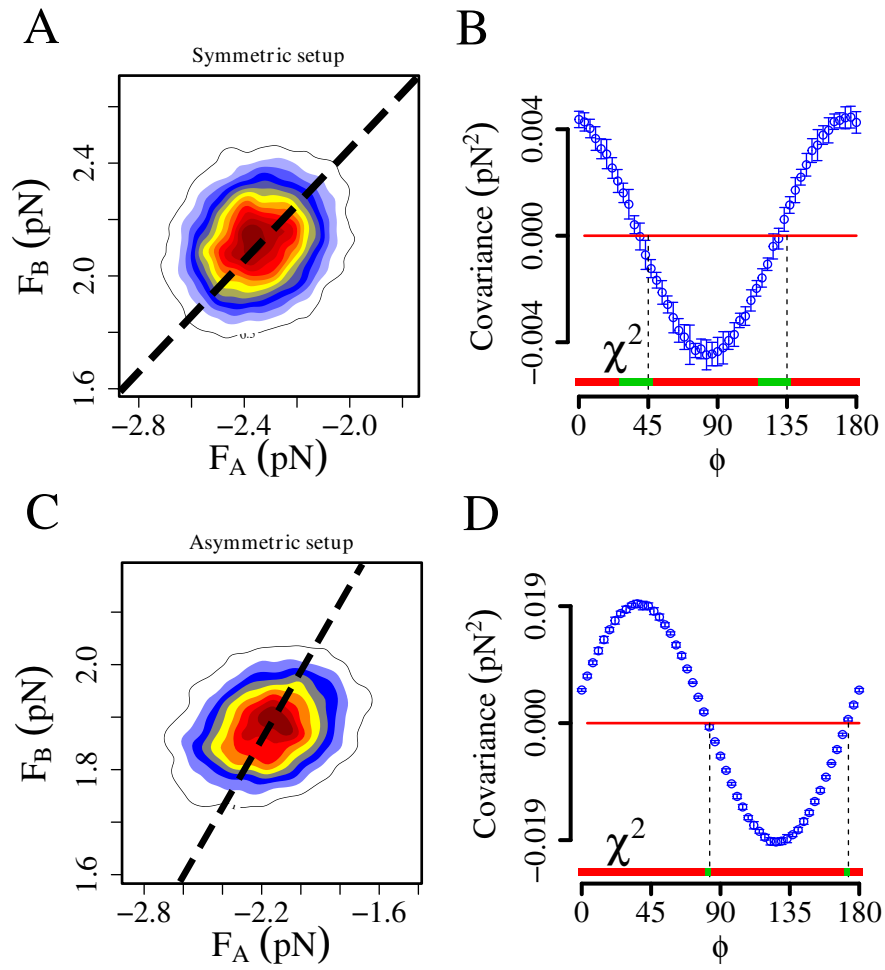 A
Symmetric setup
F_B (pN)
1.6 2.0 2.4
−2.8 −2.4 −2.0
F_A (pN)
B
Covariance (pN²)
−0.004 0.000 0.004
χ²
0 45 90 135 180
ϕ
C
Asymmetric setup
F_B (pN)
1.6 1.8 2.0
−2.8 −2.2 −1.6
F_A (pN)
D
Covariance (pN²)
−0.019 0.000 0.019
χ²
0 45 90 135 180
ϕ